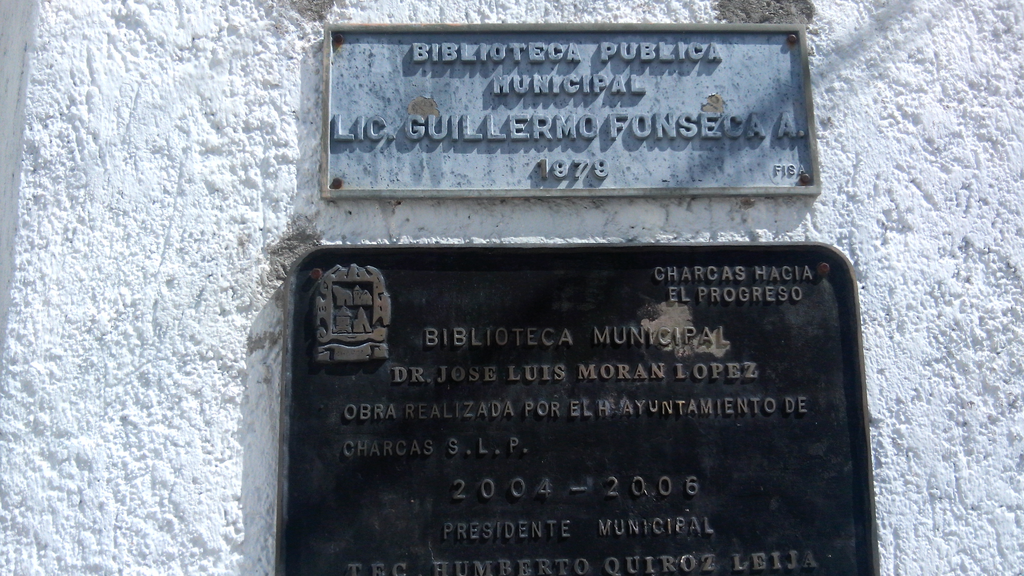 BIBLIOTECA PUBLICA
MUNICIPAL
LIC. GUILLERMO FONSECA A.
1979
FISA
CHARCAS HACIA
EL PROGRESO
BIBLIOTECA MUNICIPAL
DR. JOSE LUIS MORAN LOPEZ
OBRA REALIZADA POR EL H. AYUNTAMIENTO DE
CHARCAS S.L.P.
2004 - 2006
PRESIDENTE MUNICIPAL
TEC. HUMBERTO QUIROZ LEIJA